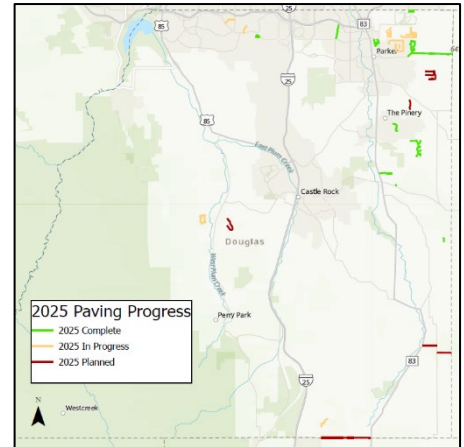 25
85
83
Parker
25
The Pinery
85
East Plum Creek
Castle Rock
Douglas
West Plum Creek
2025 Paving Progress
2025 Complete
2025 In Progress
2025 Planned
Perry Park
83
25
N
Westcreek